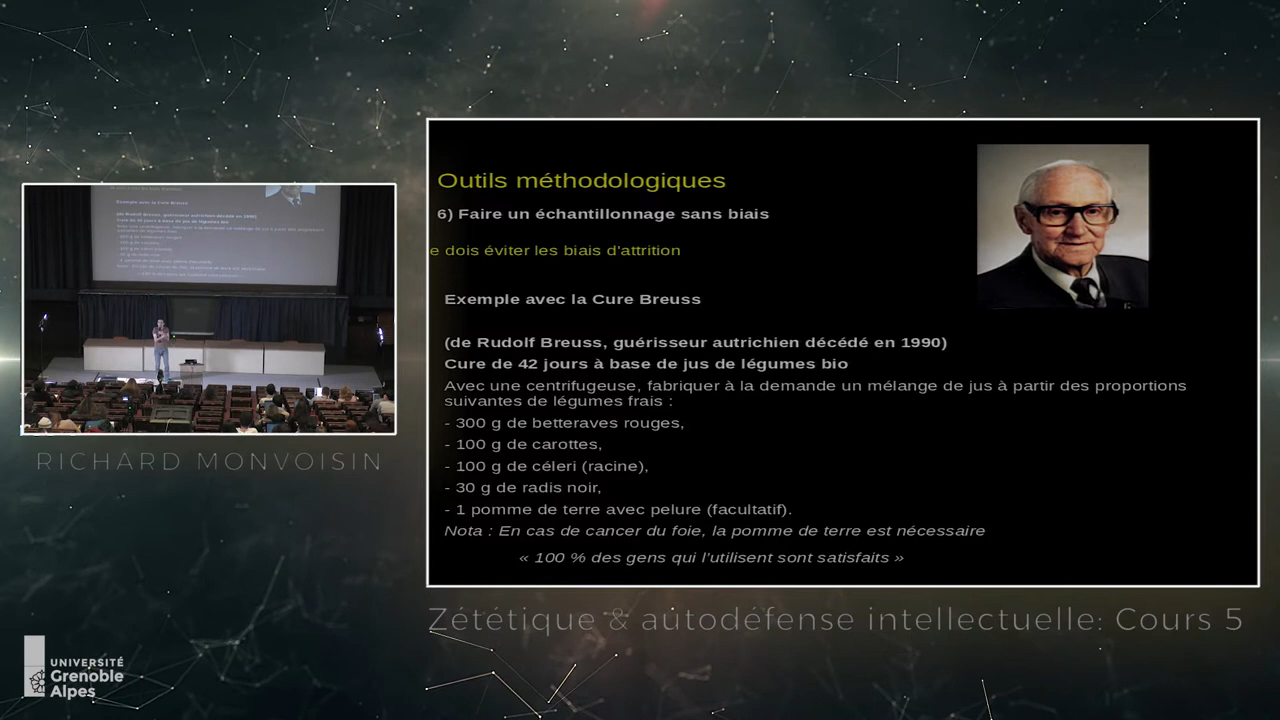 Outils méthodologiques
6) Faire un échantillonnage sans biais
e dois éviter les biais d'attrition
Exemple avec la Cure Breuss
(de Rudolf Breuss, guérisseur autrichien décédé en 1990)
Cure de 42 jours à base de jus de légumes bio
Avec une centrifugeuse, fabriquer à la demande un mélange de jus à partir des proportions
suivantes de légumes frais :
- 300 g de betteraves rouges,
- 100 g de carottes,
- 100 g de céleri (racine),
- 30 g de radis noir,
- 1 pomme de terre avec pelure (facultatif).
Nota : En cas de cancer du foie, la pomme de terre est nécessaire
« 100 % des gens qui l'utilisent sont satisfaits »
RICHARD MONVOISIN
Zététique & autodéfense intellectuelle: Cours 5
UNIVERSITÉ
Grenoble
Alpes